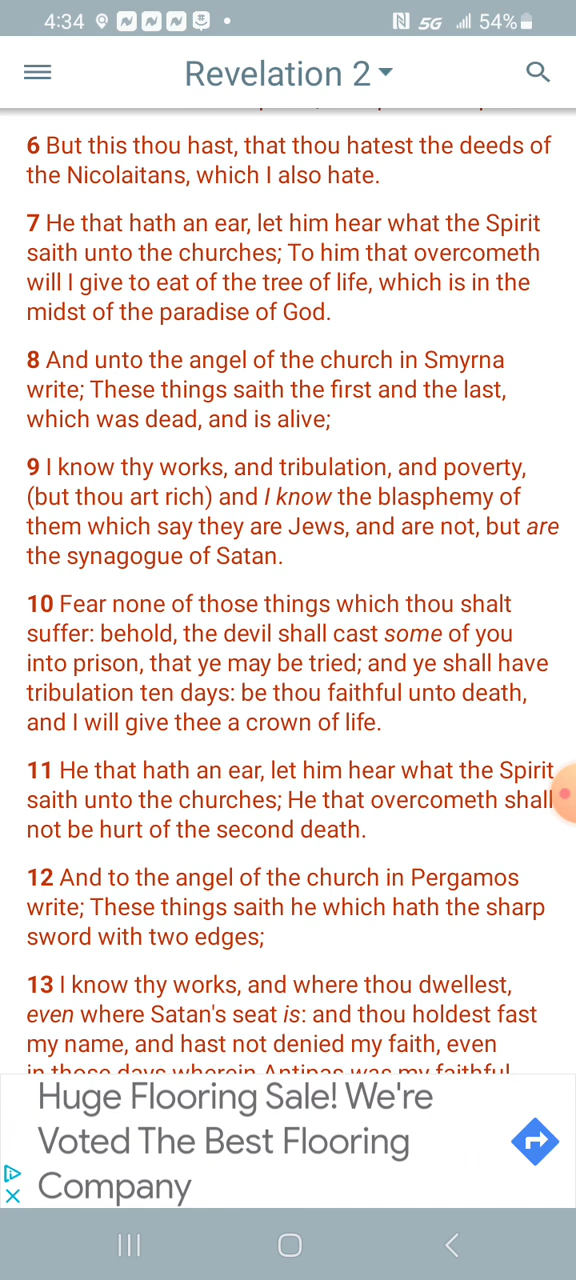 4:34
5G
54%
Revelation 2
6 But this thou hast, that thou hatest the deeds of
the Nicolaitans, which I also hate.
7 He that hath an ear, let him hear what the Spirit
saith unto the churches; To him that overcometh
will I give to eat of the tree of life, which is in the
midst of the paradise of God.
8 And unto the angel of the church in Smyrna
write; These things saith the first and the last,
which was dead, and is alive;
9 I know thy works, and tribulation, and poverty,
(but thou art rich) and I know the blasphemy of
them which say they are Jews, and are not, but are
the synagogue of Satan.
10 Fear none of those things which thou shalt
suffer: behold, the devil shall cast some of you
into prison, that ye may be tried; and ye shall have
tribulation ten days: be thou faithful unto death,
and I will give thee a crown of life.
11 He that hath an ear, let him hear what the Spirit
saith unto the churches; He that overcometh shall
not be hurt of the second death.
12 And to the angel of the church in Pergamos
write; These things saith he which hath the sharp
sword with two edges;
13 I know thy works, and where thou dwellest,
even where Satan's seat is: and thou holdest fast
my name, and hast not denied my faith, even
in those days wherein Antipas was my faithful
Huge Flooring Sale! We're
Voted The Best Flooring
Company